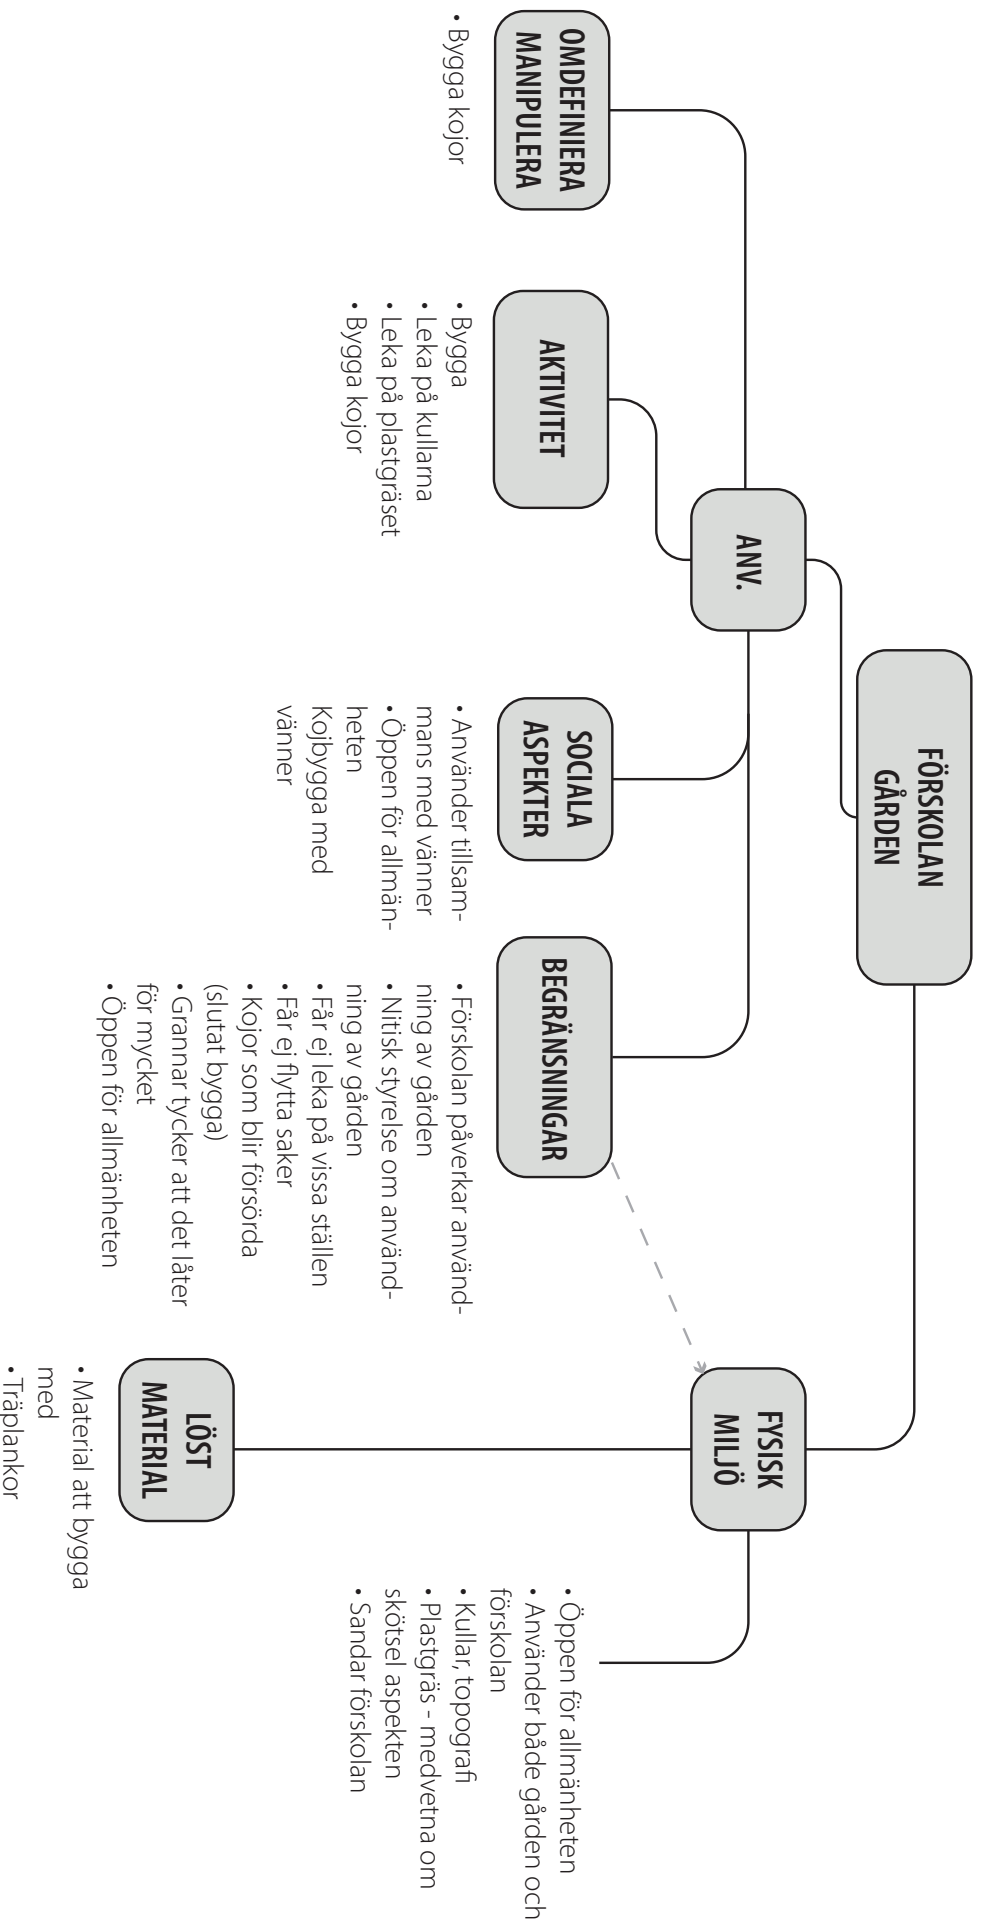 FÖRSKOLAN
GÅRDEN
ANV.
FYSISK
MILJÖ
OMDEFINIERA
MANIPULERA
• Bygga kojor
AKTIVITET
• Bygga
• Leka på kullarna
• Leka på plastgräset
• Bygga kojor
SOCIALA
ASPEKTER
• Använder tillsam-
mans med vänner
• Öppen för allmän-
heten
Kojbygga med
vänner
BEGRÄNSNINGAR
• Förskolan påverkar använd-
ning av gården
• Nitisk styrelse om använd-
ning av gården
• Får ej leka på vissa ställen
• Får ej flytta saker
• Kojor som blir försörda
(slutat bygga)
• Grannar tycker att det låter
för mycket
• Öppen för allmänheten
• Öppen för allmänheten
• Använder både gården och
förskolan
• Kullar, topografi
• Plastgräs - medvetna om
skötsel aspekten
• Sandar förskolan
LÖST
MATERIAL
• Material att bygga
med
• Träplankor